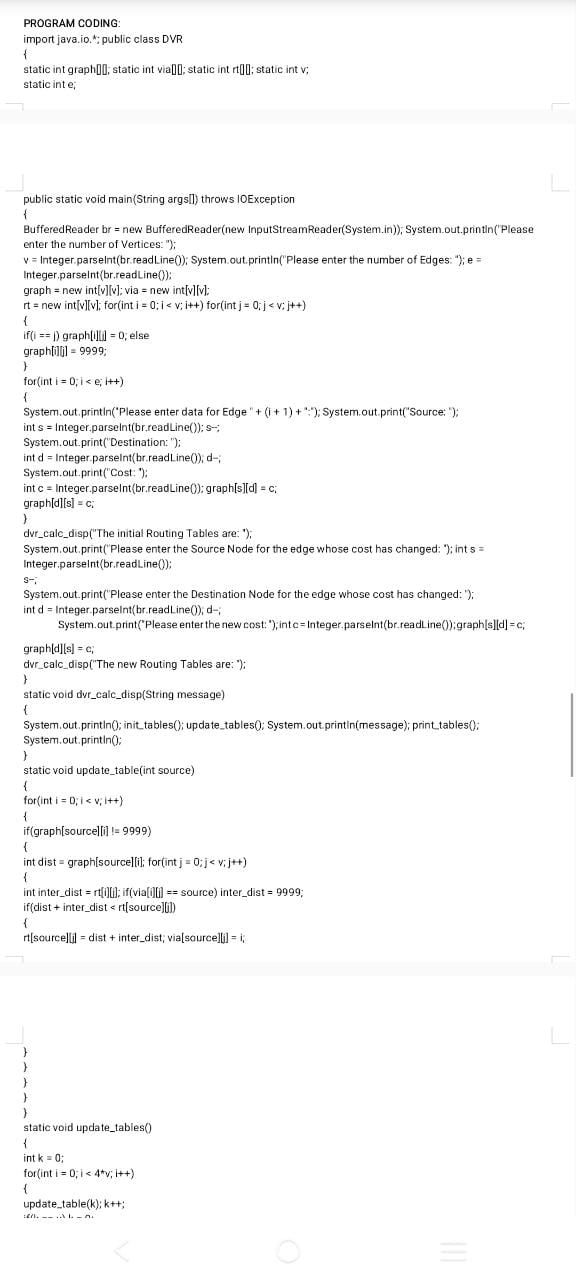 PROGRAM CODING:
import java.io.*; public class DVR
{
static int graph[][]; static int via[][]; static int rt[][]; static int v;
static int e;
public static void main(String args[]) throws IOException
{
BufferedReader br = new BufferedReader(new InputStreamReader(System.in)); System.out.println("Please
enter the number of Vertices: ");
v = Integer.parseInt(br.readLine()); System.out.println("Please enter the number of Edges: "); e =
Integer.parseInt(br.readLine());
graph = new int[v][v]; via = new int[v][v];
rt = new int[v][v]; for(int i = 0; i < v; i++) for(int j = 0; j < v; j++)
{
if(i == j) graph[i][j] = 0; else
graph[i][j] = 9999;
}
for(int i = 0; i < e; i++)
{
System.out.println("Please enter data for Edge " + (i + 1) + ":"); System.out.print("Source: ");
int s = Integer.parseInt(br.readLine()); s--;
System.out.print("Destination: ");
int d = Integer.parseInt(br.readLine()); d--;
System.out.print("Cost: ");
int c = Integer.parseInt(br.readLine()); graph[s][d] = c;
graph[d][s] = c;
}
dvr_calc_disp("The initial Routing Tables are: ");
System.out.print("Please enter the Source Node for the edge whose cost has changed: "); int s =
Integer.parseInt(br.readLine());
s--;
System.out.print("Please enter the Destination Node for the edge whose cost has changed: ");
int d = Integer.parseInt(br.readLine()); d--;
System.out.print("Please enter the new cost: "); int c = Integer.parseInt(br.readLine());graph[s][d] = c;
graph[d][s] = c;
dvr_calc_disp("The new Routing Tables are: ");
}
static void dvr_calc_disp(String message)
{
System.out.println(); init_tables(); update_tables(); System.out.println(message); print_tables();
System.out.println();
}
static void update_table(int source)
{
for(int i = 0; i < v; i++)
{
if(graph[source][i] != 9999)
{
int dist = graph[source][i]; for(int j = 0; j < v; j++)
{
int inter_dist = rt[i][j]; if(via[i][j] == source) inter_dist = 9999;
if(dist + inter_dist < rt[source][j])
{
rt[source][j] = dist + inter_dist; via[source][j] = i;
}
}
}
}
}
static void update_tables()
{
int k = 0;
for(int i = 0; i < 4*v; i++)
{
update_table(k); k++;